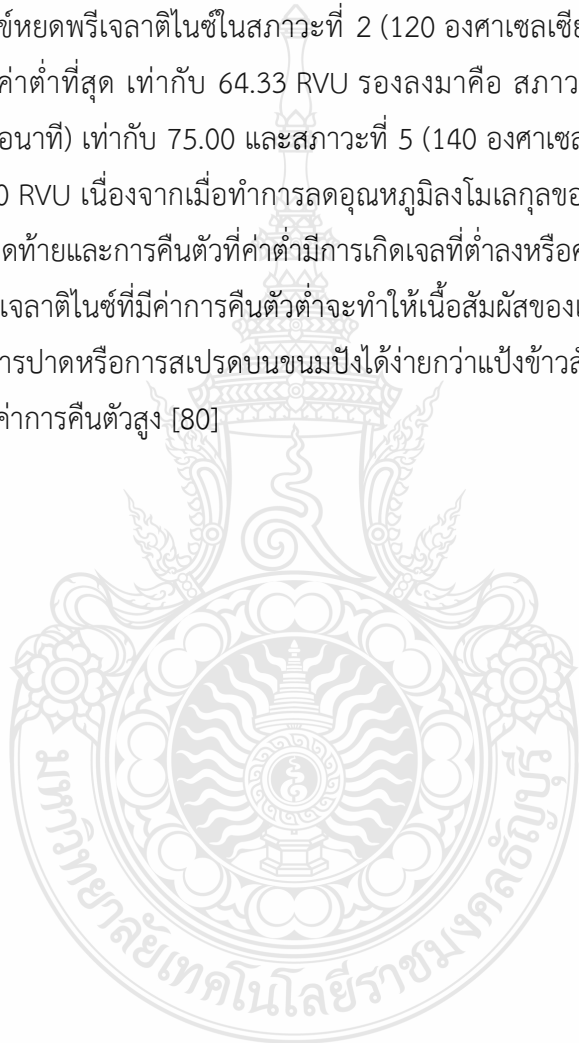 ข์หยดพรีเจลาติไนซ์ในสภาวะที่ 2 (120 องศาเซลเซีย
ค่าต่ำที่สุด เท่ากับ 64.33 RVU รองลงมาคือ สภาว
อนาที) เท่ากับ 75.00 และสภาวะที่ 5 (140 องศาเซล
0 RVU เนื่องจากเมื่อทำการลดอุณหภูมิลงโมเลกุลขอ
ดท้ายและการคืนตัวที่ค่าต่ำมีการเกิดเจลที่ต่ำลงหรือค
เจลาติไนซ์ที่มีค่าการคืนตัวต่ำจะทำให้เนื้อสัมผัสของเ
ารปาดหรือการสเปรดบนขนมปังได้ง่ายกว่าแป้งข้าวสั
ค่าการคืนตัวสูง [80]
มหาวิทยาลัยเทคโนโลยีราชมงคลธัญบุรี